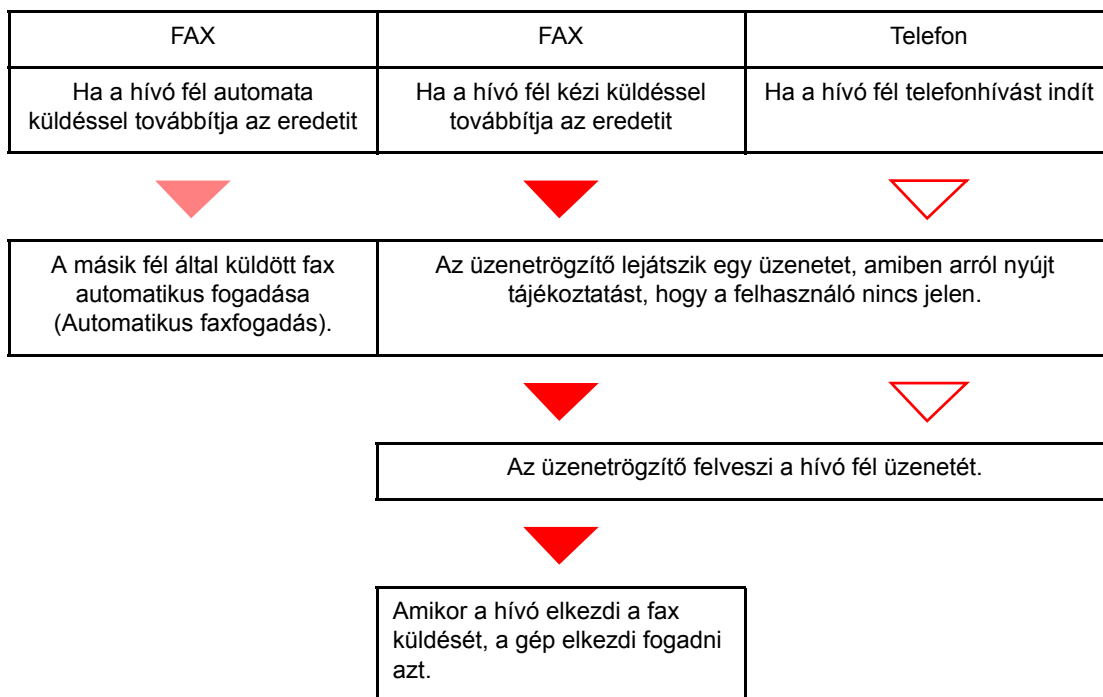 FAX
FAX
Telefon
Ha a hívó fél automata
küldéssel továbbítja az eredetit
Ha a hívó fél kézi küldéssel
továbbítja az eredetit
Ha a hívó fél telefonhívást indít
A másik fél által küldött fax
automatikus fogadása
(Automatikus faxfogadás).
Az üzenetrögzítő lejátszik egy üzenetet, amiben arról nyújt
tájékoztatást, hogy a felhasználó nincs jelen.
Az üzenetrögzítő felveszi a hívó fél üzenetét.
Amikor a hívó elkezdi a fax
küldését, a gép elkezdi fogadni
azt.